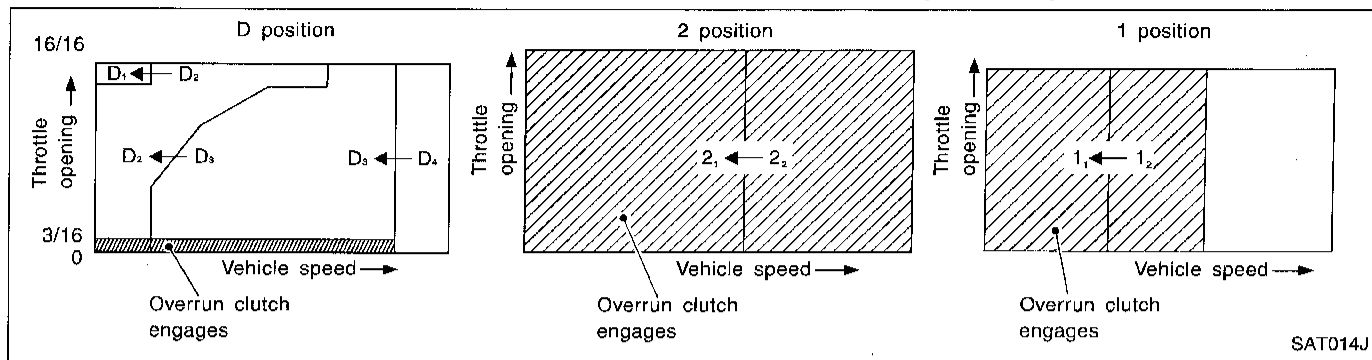 D position
16/16
D₁ ← D₂
D₂ ← D₃
D₃ ← D₄
Throttle
opening
3/16
0
Vehicle speed
Overrun clutch
engages
2 position
Throttle
opening
2₁ ← 2₂
Vehicle speed
Overrun clutch
engages
1 position
Throttle
opening
1₁ ← 1₂
Vehicle speed
Overrun clutch
engages
SAT014J